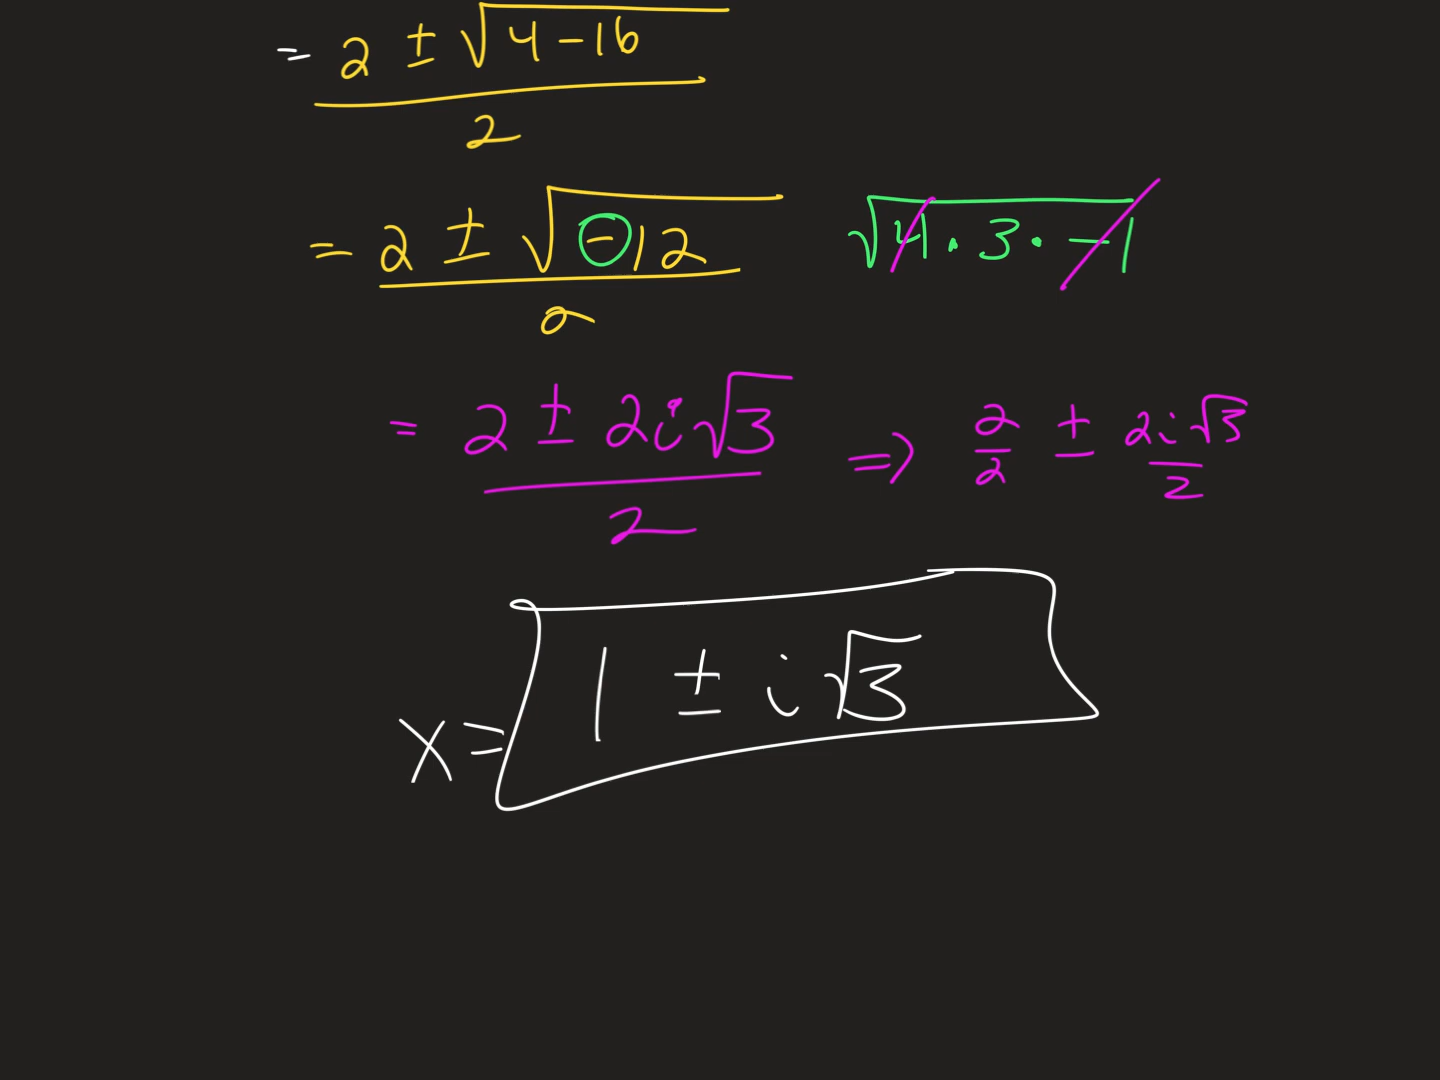 = 2 ± √4-16
2
= 2 ± √-12 √4·3·-1
2
= 2 ± 2i√3 => 2 ± 2i√3
2 2 2
x = 1 ± i√3